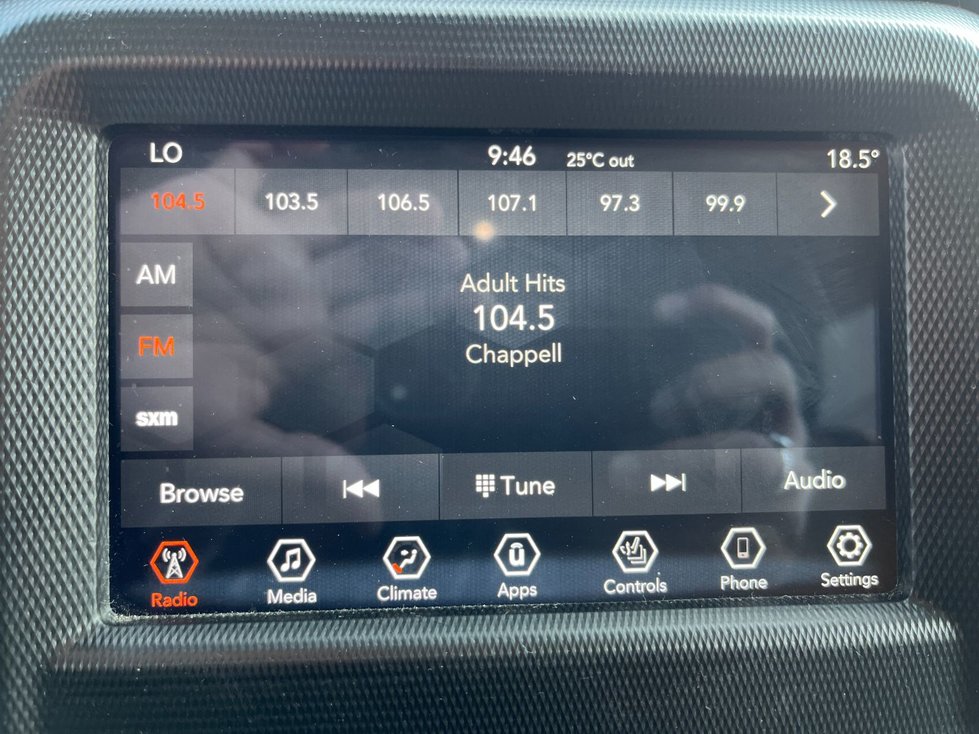 LO 9:46 25°C out 18.5°
104.5 103.5 106.5 107.1 97.3 99.9
AM
FM
sxm
Adult Hits
104.5
Chappell
Browse Tune Audio
Radio Media Climate Apps Controls Phone Settings